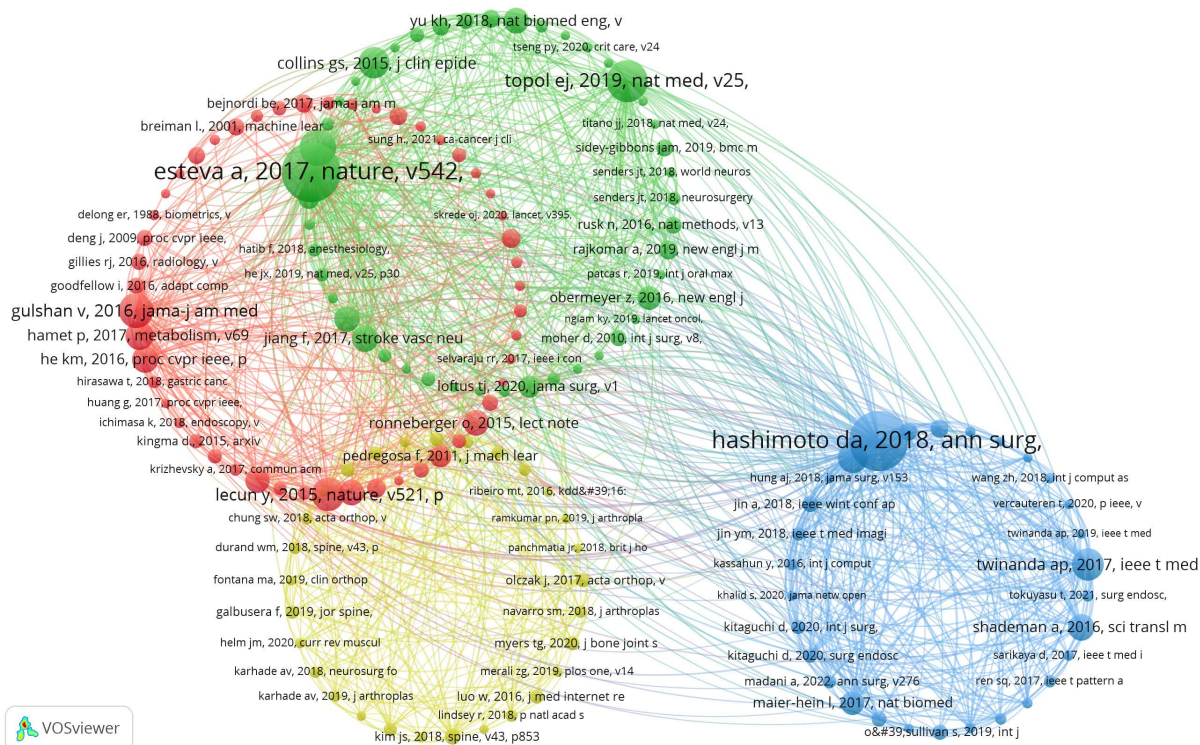 yu kh, 2018, nat biomed eng, v
tseng py, 2020, crit care, v24
collins gs, 2015, j clin epide
topol ej, 2019, nat med, v25,
bejnordi be, 2017, jama-j am m
breiman l., 2001, machine lear
titano jj, 2018, nat med, v24,
sung h., 2021, ca-cancer j cli
sidey-gibbons jam, 2019, bmc m
esteva a, 2017, nature, v542,
senders jt, 2018, world neuros
senders jt, 2018, neurosurgery
delong er, 1988, biometrics, v
skrede oj, 2020, lancet, v395,
rusk n, 2016, nat methods, v13
deng j, 2009, proc cvpr ieee,
hatib f, 2018, anesthesiology,
rajkomar a, 2019, new engl j m
gillies rj, 2016, radiology, v
he jx, 2019, nat med, v25, p30
patcas r, 2019, int j oral max
goodfellow i, 2016, adapt comp
obermeyer z, 2016, new engl j
gulshan v, 2016, jama-j am med
ngiam ky, 2019, lancet oncol,
hamet p, 2017, metabolism, v69
jiang f, 2017, stroke vasc neu
moher d, 2010, int j surg, v8,
he km, 2016, proc cvpr ieee, p
selvaraju rr, 2017, ieee i con
hirasawa t, 2018, gastric canc
loftus tj, 2020, jama surg, v1
huang g, 2017, proc cvpr ieee,
ichimasa k, 2018, endoscopy, v
ronneberger o, 2015, lect note
kingma d., 2015, arxiv
hashimoto da, 2018, ann surg,
pedregosa f, 2011, j mach lear
krizhevsky a, 2017, commun acm
hung aj, 2018, jama surg, v153
wang zh, 2018, int j comput as
lecun y, 2015, nature, v521, p
ribeiro mt, 2016, kdd&#39;16:
jin a, 2018, ieee wint conf ap
vercauteren t, 2020, p ieee, v
chung sw, 2018, acta orthop, v
ramkumar pn, 2019, j arthropla
jin ym, 2018, ieee t med imagi
twinanda ap, 2019, ieee t med
durand wm, 2018, spine, v43, p
panchmatia jr, 2018, brit j ho
kassahun y, 2016, int j comput
twinanda ap, 2017, ieee t med
fontana ma, 2019, clin orthop
olczak j, 2017, acta orthop, v
khalid s, 2020, jama netw open
tokuyasu t, 2021, surg endosc,
galbusera f, 2019, jor spine,
navarro sm, 2018, j arthroplas
kitaguchi d, 2020, int j surg,
shademan a, 2016, sci transl m
helm jm, 2020, curr rev muscul
myers tg, 2020, j bone joint s
kitaguchi d, 2020, surg endosc
sarikaya d, 2017, ieee t med i
karhade av, 2018, neurosurg fo
merali zg, 2019, plos one, v14
madani a, 2022, ann surg, v276
ren sq, 2017, ieee t pattern a
karhade av, 2019, j arthroplas
luo w, 2016, j med internet re
maier-hein l, 2017, nat biomed
lindsey r, 2018, p natl acad s
kim js, 2018, spine, v43, p853
o&#39;sullivan s, 2019, int j
VOSviewer